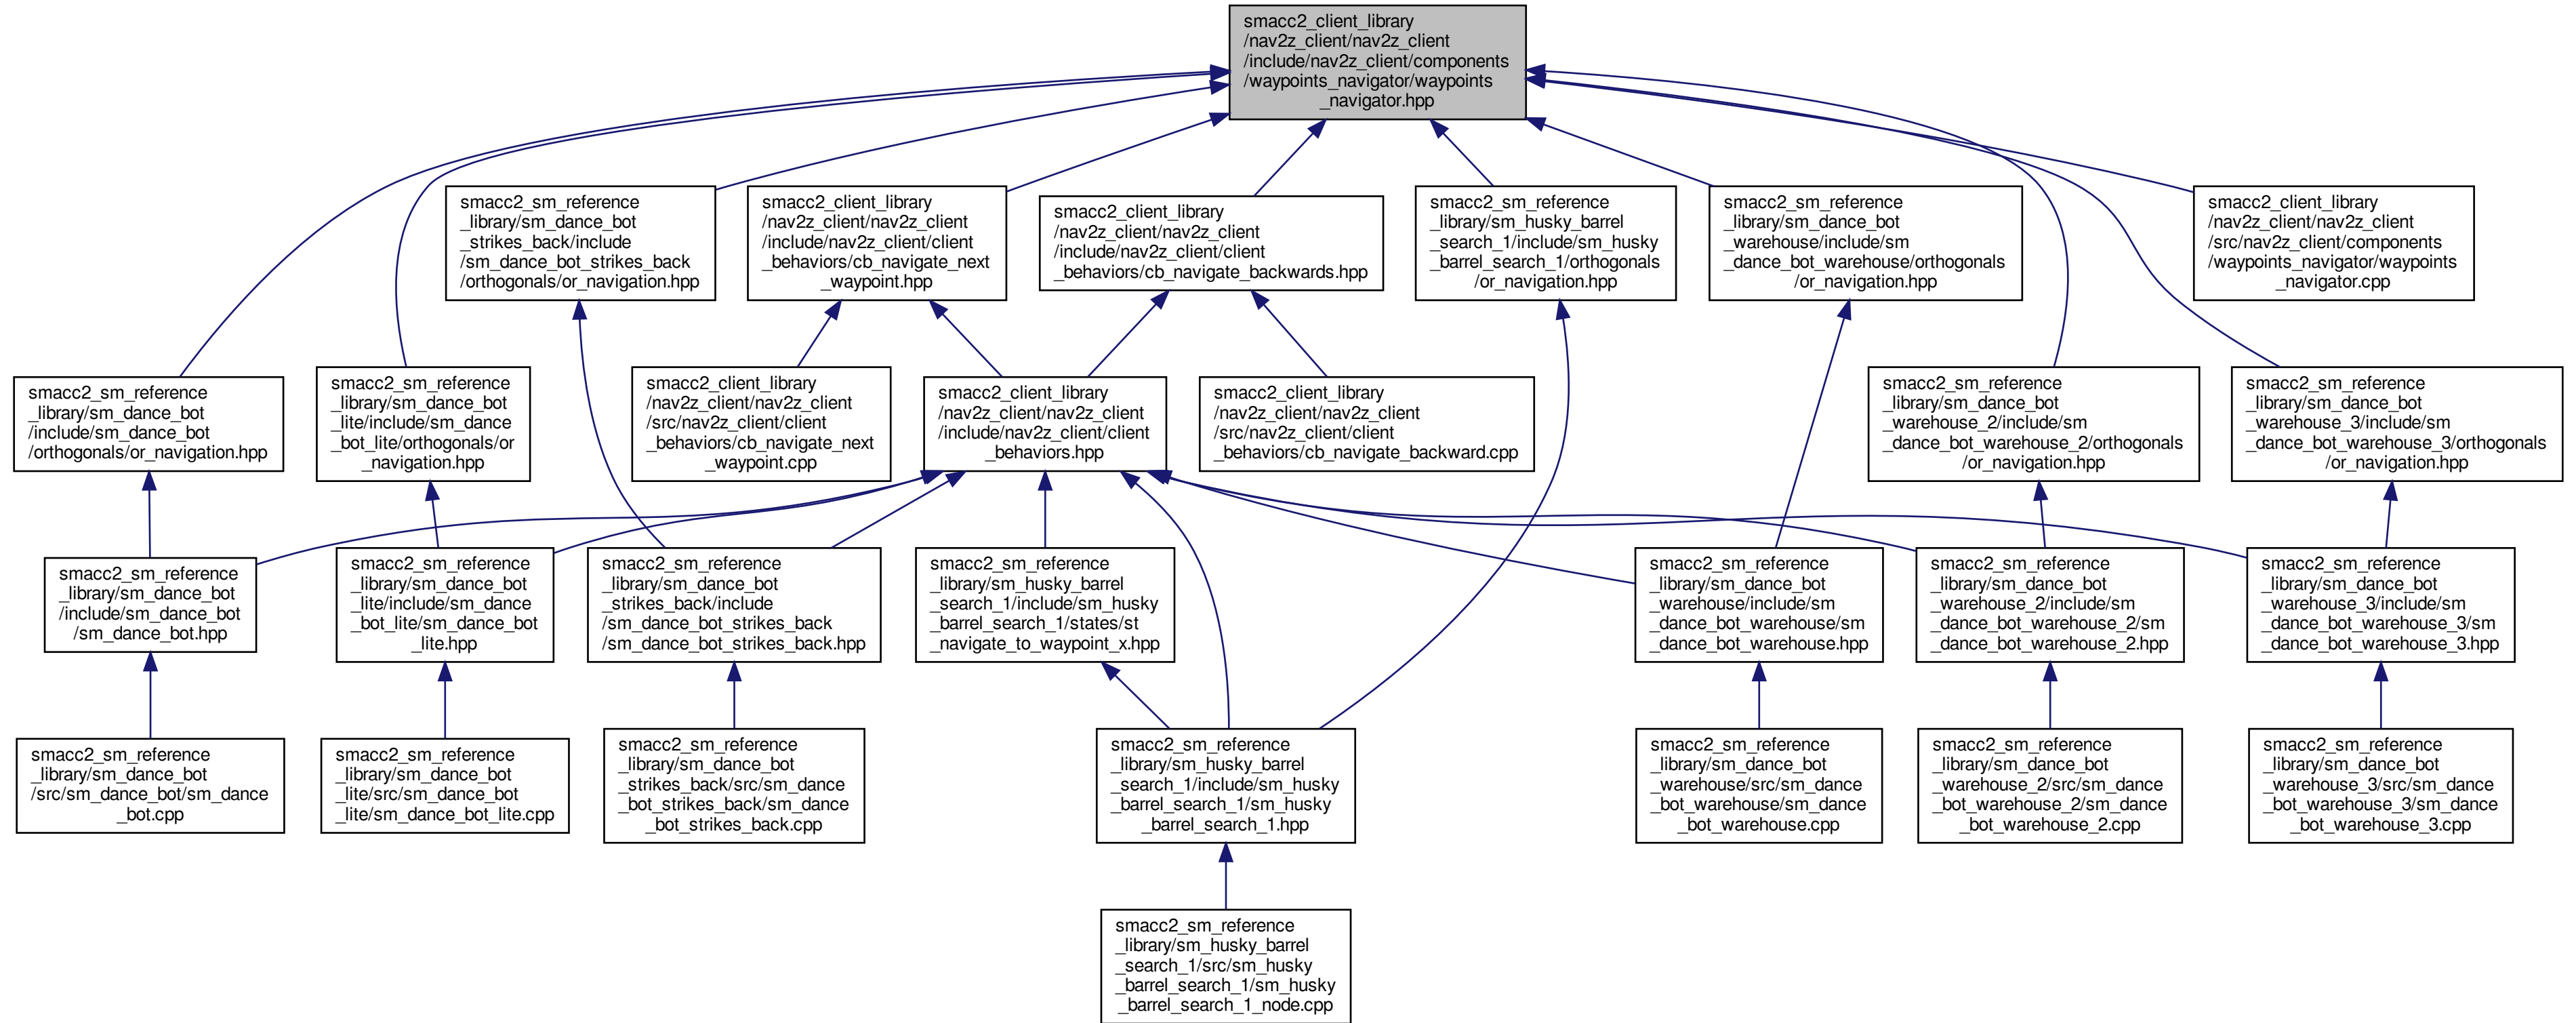 smacc2_client_library
/nav2z_client/nav2z_client
/include/nav2z_client/components
/waypoints_navigator/waypoints
_navigator.hpp
smacc2_sm_reference
_library/sm_dance_bot
_strikes_back/include
/sm_dance_bot_strikes_back
/orthogonals/or_navigation.hpp
smacc2_client_library
/nav2z_client/nav2z_client
/include/nav2z_client/client
_behaviors/cb_navigate_next
_waypoint.hpp
smacc2_client_library
/nav2z_client/nav2z_client
/include/nav2z_client/client
_behaviors/cb_navigate_backwards.hpp
smacc2_sm_reference
_library/sm_husky_barrel
_search_1/include/sm_husky
_barrel_search_1/orthogonals
/or_navigation.hpp
smacc2_sm_reference
_library/sm_dance_bot
_warehouse/include/sm
_dance_bot_warehouse/orthogonals
/or_navigation.hpp
smacc2_client_library
/nav2z_client/nav2z_client
/src/nav2z_client/components
/waypoints_navigator/waypoints
_navigator.cpp
smacc2_sm_reference
_library/sm_dance_bot
/include/sm_dance_bot
/orthogonals/or_navigation.hpp
smacc2_sm_reference
_library/sm_dance_bot
_lite/include/sm_dance
_bot_lite/orthogonals/or
_navigation.hpp
smacc2_client_library
/nav2z_client/nav2z_client
/src/nav2z_client/client
_behaviors/cb_navigate_next
_waypoint.cpp
smacc2_client_library
/nav2z_client/nav2z_client
/include/nav2z_client/client
_behaviors.hpp
smacc2_client_library
/nav2z_client/nav2z_client
/src/nav2z_client/client
_behaviors/cb_navigate_backward.cpp
smacc2_sm_reference
_library/sm_dance_bot
_warehouse_2/include/sm
_dance_bot_warehouse_2/orthogonals
/or_navigation.hpp
smacc2_sm_reference
_library/sm_dance_bot
_warehouse_3/include/sm
_dance_bot_warehouse_3/orthogonals
/or_navigation.hpp
smacc2_sm_reference
_library/sm_dance_bot
/include/sm_dance_bot
/sm_dance_bot.hpp
smacc2_sm_reference
_library/sm_dance_bot
_lite/include/sm_dance
_bot_lite/sm_dance_bot
_lite.hpp
smacc2_sm_reference
_library/sm_dance_bot
_strikes_back/include
/sm_dance_bot_strikes_back
/sm_dance_bot_strikes_back.hpp
smacc2_sm_reference
_library/sm_husky_barrel
_search_1/include/sm_husky
_barrel_search_1/states/st
_navigate_to_waypoint_x.hpp
smacc2_sm_reference
_library/sm_dance_bot
_warehouse/include/sm
_dance_bot_warehouse/sm
_dance_bot_warehouse.hpp
smacc2_sm_reference
_library/sm_dance_bot
_warehouse_2/include/sm
_dance_bot_warehouse_2/sm
_dance_bot_warehouse_2.hpp
smacc2_sm_reference
_library/sm_dance_bot
_warehouse_3/include/sm
_dance_bot_warehouse_3/sm
_dance_bot_warehouse_3.hpp
smacc2_sm_reference
_library/sm_dance_bot
/src/sm_dance_bot/sm_dance
_bot.cpp
smacc2_sm_reference
_library/sm_dance_bot
_lite/src/sm_dance_bot
_lite/sm_dance_bot_lite.cpp
smacc2_sm_reference
_library/sm_dance_bot
_strikes_back/src/sm_dance
_bot_strikes_back/sm_dance
_bot_strikes_back.cpp
smacc2_sm_reference
_library/sm_husky_barrel
_search_1/include/sm_husky
_barrel_search_1/sm_husky
_barrel_search_1.hpp
smacc2_sm_reference
_library/sm_dance_bot
_warehouse/src/sm_dance
_bot_warehouse/sm_dance
_bot_warehouse.cpp
smacc2_sm_reference
_library/sm_dance_bot
_warehouse_2/src/sm_dance
_bot_warehouse_2/sm_dance
_bot_warehouse_2.cpp
smacc2_sm_reference
_library/sm_dance_bot
_warehouse_3/src/sm_dance
_bot_warehouse_3/sm_dance
_bot_warehouse_3.cpp
smacc2_sm_reference
_library/sm_husky_barrel
_search_1/src/sm_husky
_barrel_search_1/sm_husky
_barrel_search_1_node.cpp